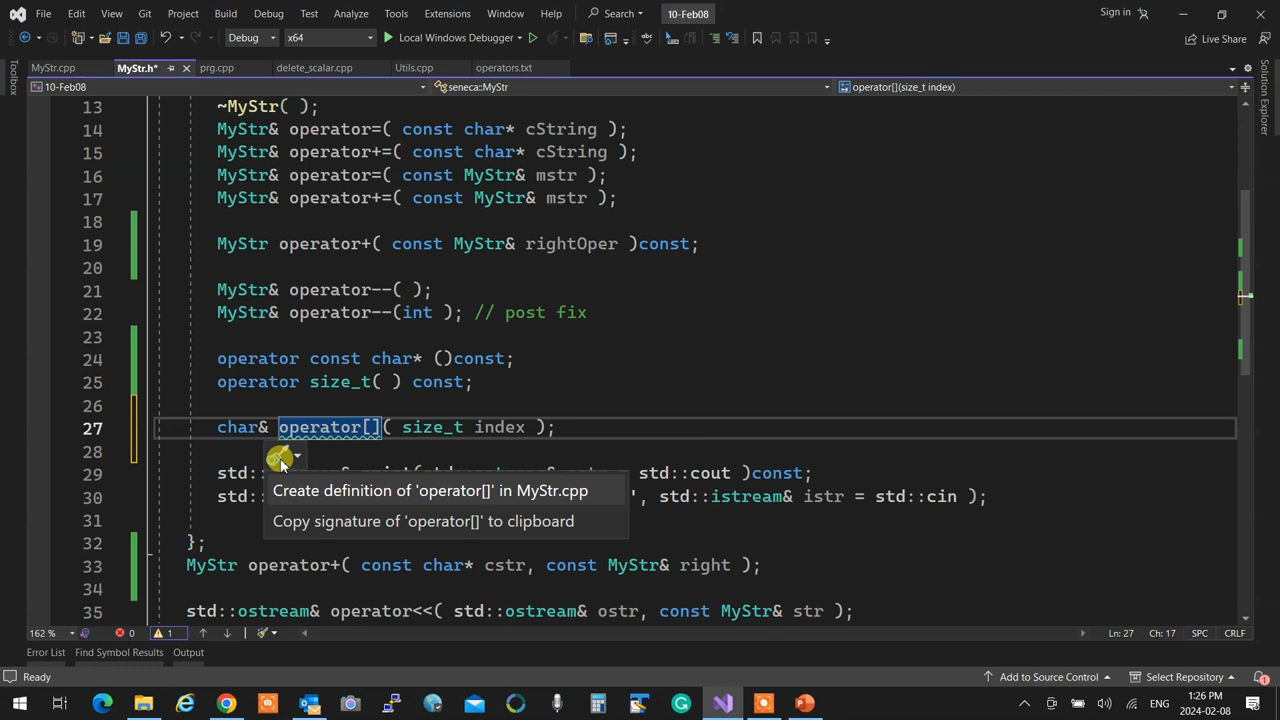 File Edit View Git Project Build Debug Test Analyze Tools Extensions Window Help Search 10-Feb08 Sign in
Debug x64 Local Windows Debugger Live Share
MyStr.cpp MyStr.h* prg.cpp delete_scalar.cpp Utils.cpp operators.txt
Toolbox
Solution Explorer
10-Feb08 seneca::MyStr operator[](size_t index)
13 ~MyStr( );
14 MyStr& operator=( const char* cString );
15 MyStr& operator+=( const char* cString );
16 MyStr& operator=( const MyStr& mstr );
17 MyStr& operator+=( const MyStr& mstr );
18
19 MyStr operator+( const MyStr& rightOper )const;
20
21 MyStr& operator--( );
22 MyStr& operator--(int ); // post fix
23
24 operator const char* ()const;
25 operator size_t( ) const;
26
27 char& operator[]( size_t index );
28
29 std:: std::cout )const;
30 std:: ', std::istream& istr = std::cin );
Create definition of 'operator[]' in MyStr.cpp
Copy signature of 'operator[]' to clipboard
31
32 };
33 MyStr operator+( const char* cstr, const MyStr& right );
34
35 std::ostream& operator<<( std::ostream& ostr, const MyStr& str );
162 % 0 1 Ln: 27 Ch: 17 SPC CRLF
Error List Find Symbol Results Output
Ready Add to Source Control Select Repository 1
ENG 1:26 PM
2024-02-08